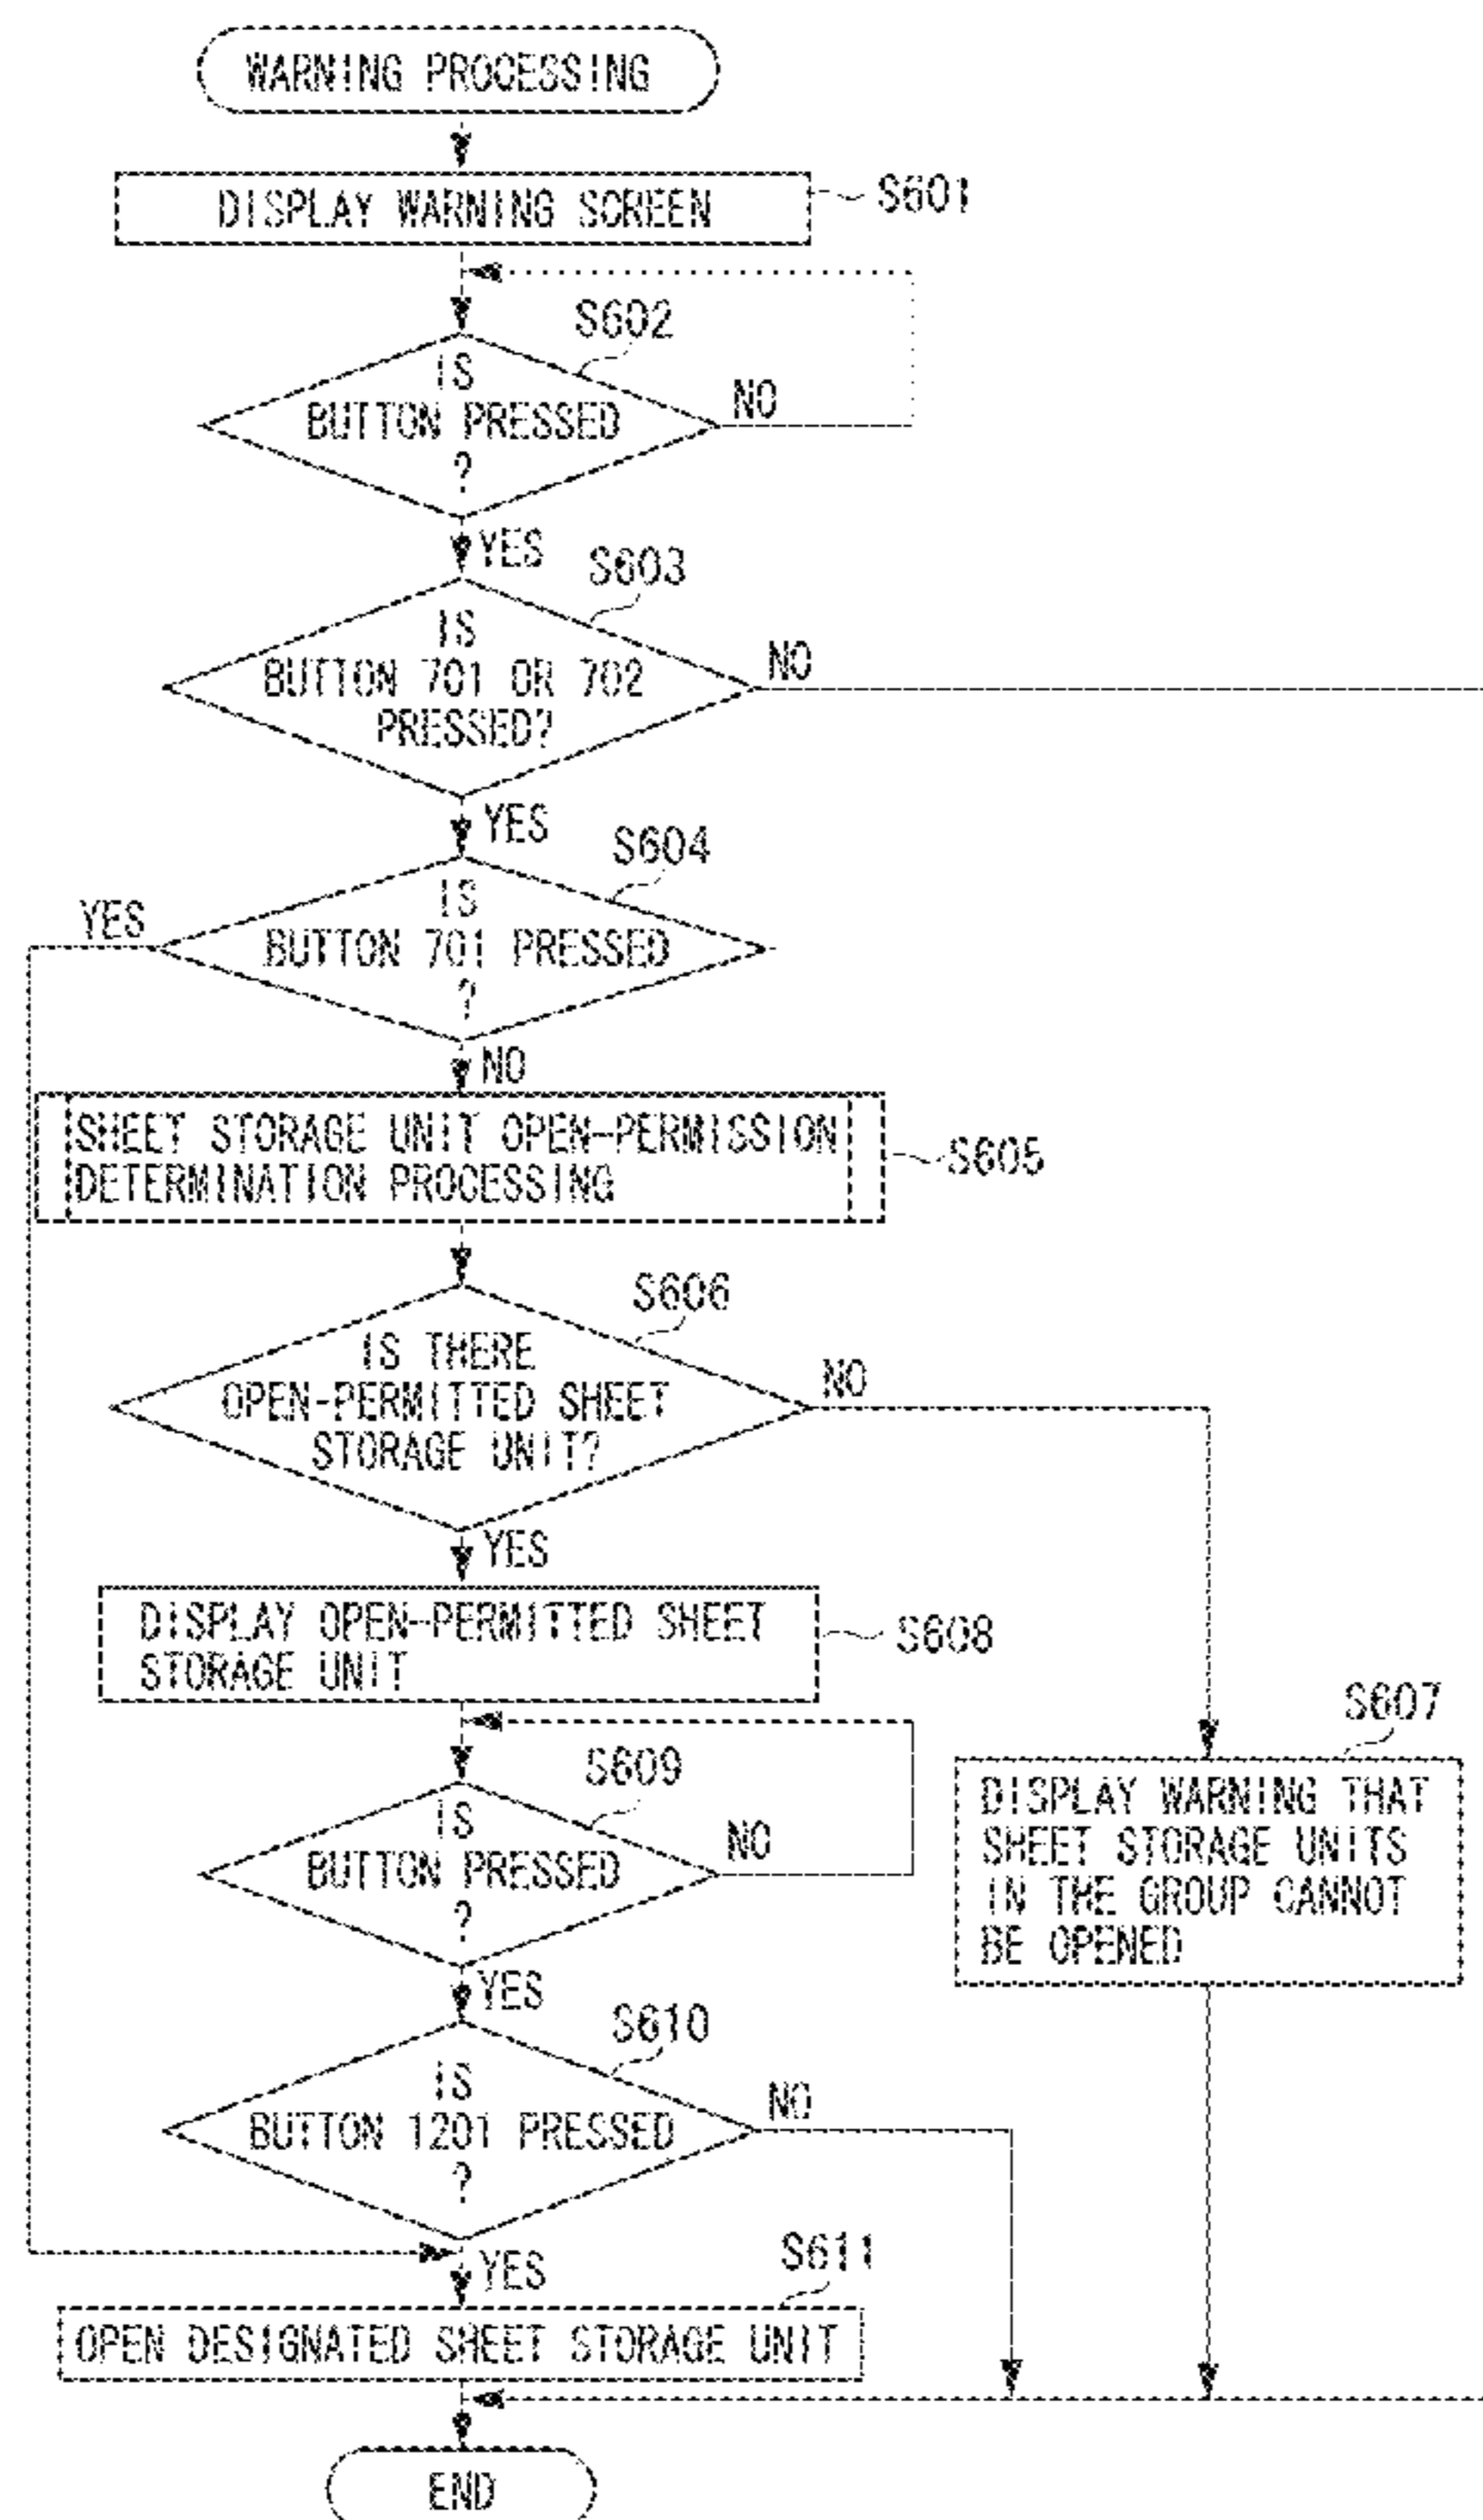 WARNING PROCESSING
DISPLAY WARNING SCREEN
S601
S602
IS
BUTTON PRESSED
?
NO
YES
S603
IS
BUTTON 701 OR 702
PRESSED?
NO
YES
S604
IS
BUTTON 701 PRESSED
?
YES
NO
SHEET STORAGE UNIT OPEN-PERMISSION
DETERMINATION PROCESSING
S605
S606
IS THERE
OPEN-PERMITTED SHEET
STORAGE UNIT?
NO
YES
DISPLAY OPEN-PERMITTED SHEET
STORAGE UNIT
S608
S607
DISPLAY WARNING THAT
SHEET STORAGE UNITS
IN THE GROUP CANNOT
BE OPENED
S609
IS
BUTTON PRESSED
?
NO
YES
S610
IS
BUTTON 1201 PRESSED
?
NO
YES
S611
OPEN DESIGNATED SHEET STORAGE UNIT
END